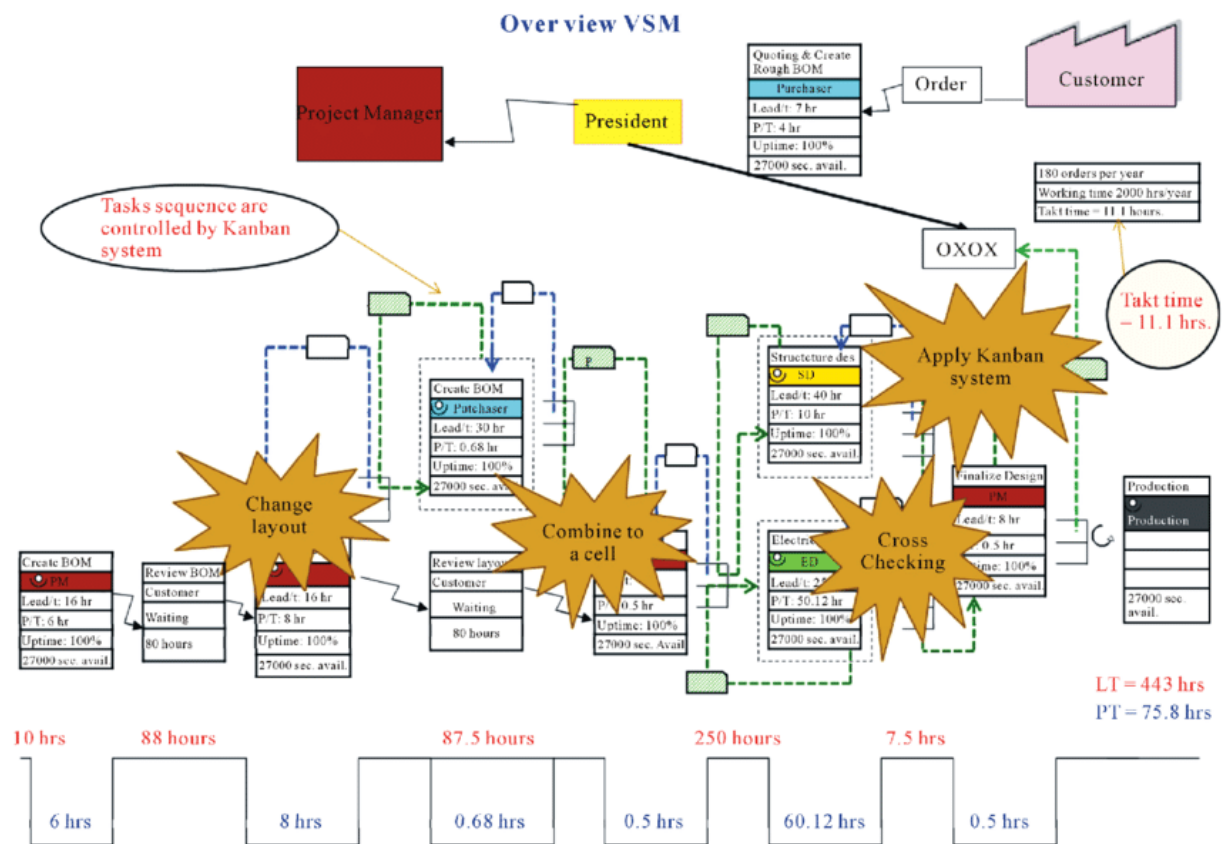 Over view VSM
Project Manager
President
Quoting & Create
Rough BOM
Purchaser
Lead/t: 7 hr
P/T: 4 hr
Uptime: 100%
27000 sec. avail.
Order
Customer
180 orders per year
Working time 2000 hrs/year
Takt time = 11.1 hours.
Tasks sequence are
controlled by Kanban
system
OXOX
Takt time
= 11.1 hrs.
P
Create BOM
Putchaser
Lead/t: 30 hr
P/T: 0.68 hr
Uptime: 100%
27000 sec. avail
Structeture des
SD
Lead/t: 40 hr
P/T: 10 hr
Uptime: 100%
27000 sec. avail.
Apply Kanban
system
Change
layout
Combine to
a cell
Cross
Checking
Create BOM
PM
Lead/t: 16 hr
P/T: 6 hr
Uptime: 100%
27000 sec. avail
Review BOM
Customer
Waiting
80 hours
Lead/t: 16 hr
P/T: 8 hr
Uptime: 100%
27000 sec. avail.
Review layou
Customer
Waiting
80 hours
P/T: 0.5 hr
Uptime: 100%
27000 sec. Avail
Electric
ED
Lead/t: 2
P/T: 50.12 hr
Uptime: 100%
27000 sec. avail.
Finalize Design
PM
Lead/t: 8 hr
0.5 hr
Uptime: 100%
27000 sec. avail.
Production
Production
27000 sec.
avail.
LT = 443 hrs
PT = 75.8 hrs
10 hrs
88 hours
87.5 hours
250 hours
7.5 hrs
6 hrs
8 hrs
0.68 hrs
0.5 hrs
60.12 hrs
0.5 hrs